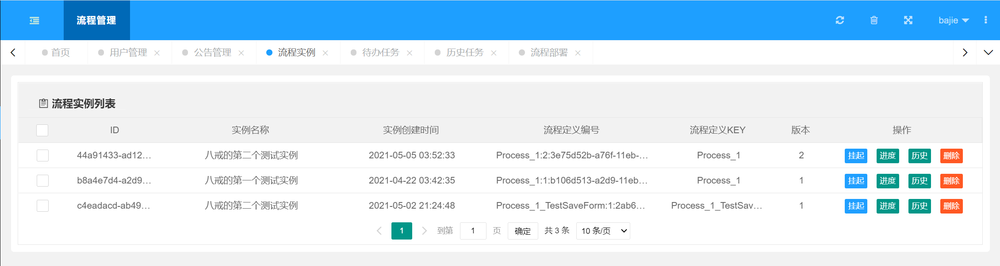 流程管理 bajie
首页 用户管理 公告管理 流程实例 待办任务 历史任务 流程部署
流程实例列表
ID 实例名称 实例创建时间 流程定义编号 流程定义KEY 版本 操作
44a91433-ad12... 八戒的第二个测试实例 2021-05-05 03:52:33 Process_1:2:3e75d52b-a76f-11eb-... Process_1 2 挂起 进度 历史 删除
b8a4e7d4-a2d9... 八戒的第一个测试实例 2021-04-22 03:42:35 Process_1:1:b106d513-a2d9-11eb... Process_1 1 挂起 进度 历史 删除
c4eadacd-ab49... 八戒的第二个测试实例 2021-05-02 21:24:48 Process_1_TestSaveForm:1:2ab6... Process_1_TestSav... 1 挂起 进度 历史 删除
1 到第 1 页 确定 共 3 条 10 条/页